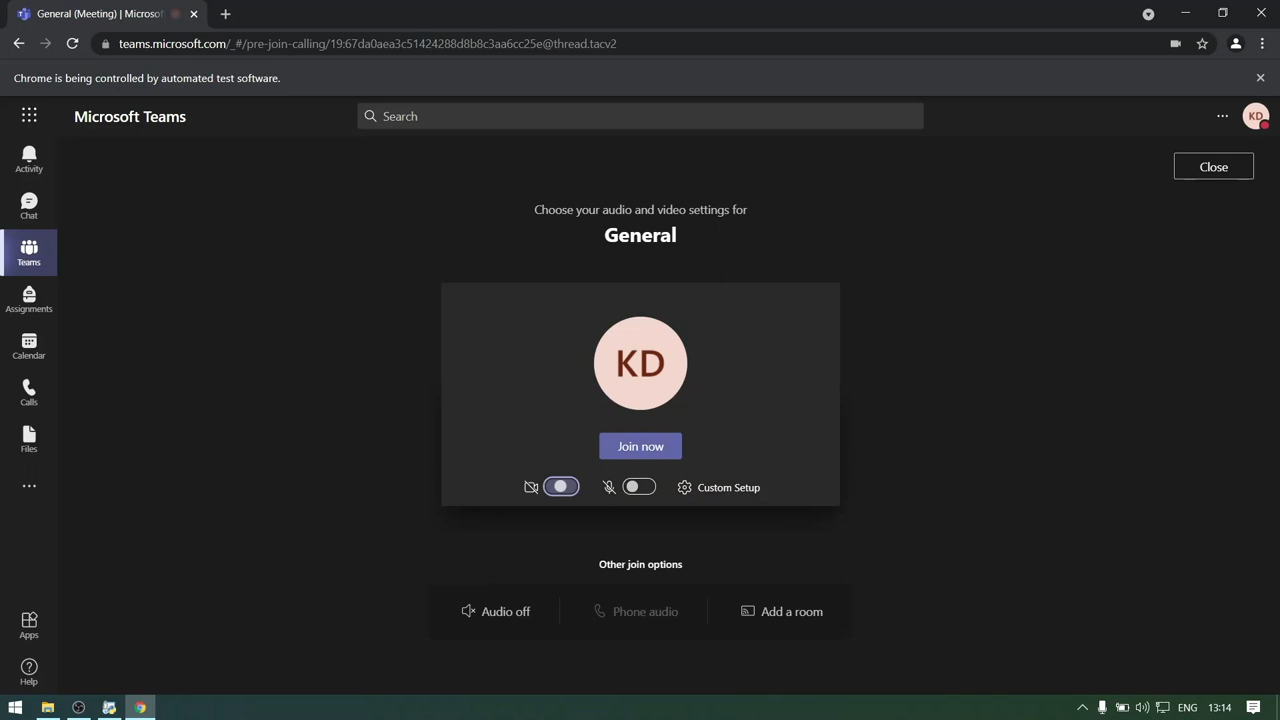 General (Meeting) | Microsof
teams.microsoft.com/_#/pre-join-calling/19:67da0aea3c51424288d8b8c3aa6cc25e@thread.tacv2
Chrome is being controlled by automated test software.
Microsoft Teams
Search
KD
Activity
Chat
Teams
Assignments
Calendar
Calls
Files
Apps
Help
Close
Choose your audio and video settings for
General
KD
Join now
Custom Setup
Other join options
Audio off
Phone audio
Add a room
ENG
13:14